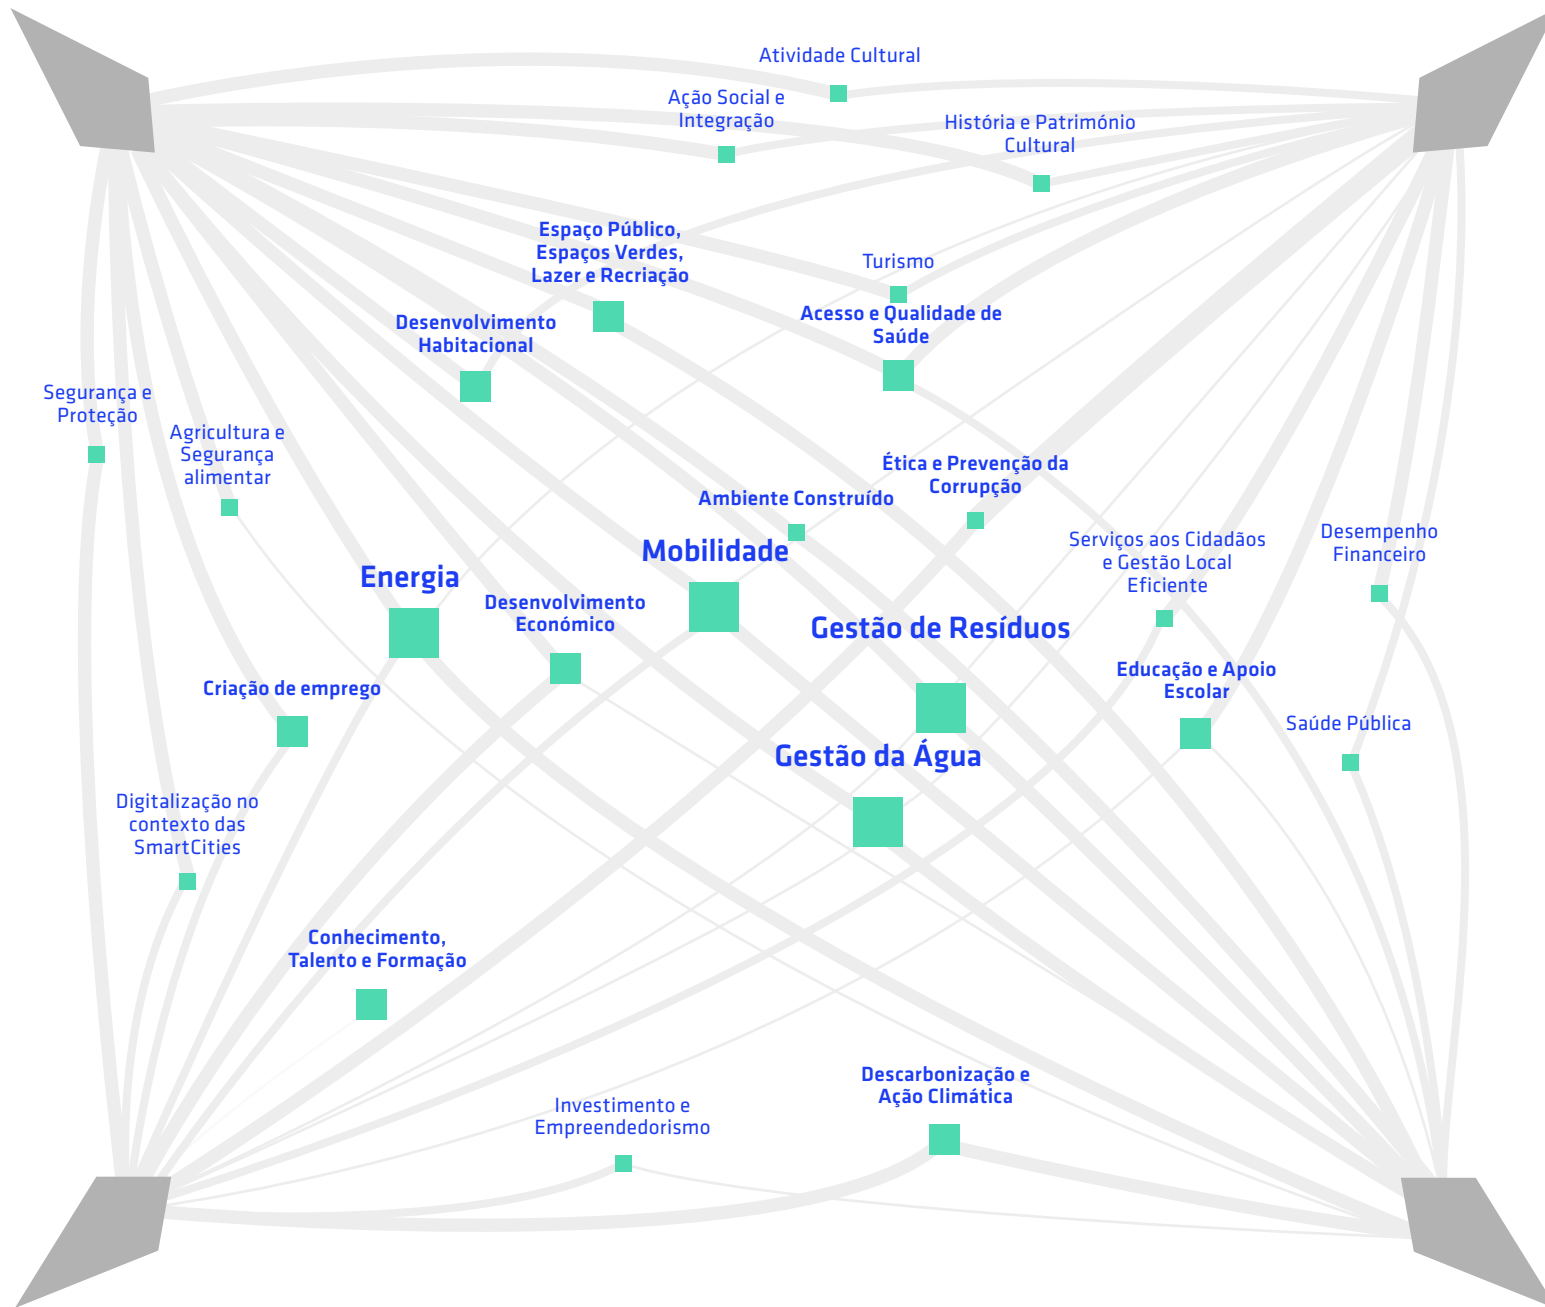 Atividade Cultural
Ação Social e
Integração
História e Património
Cultural
Espaço Público,
Espaços Verdes,
Lazer e Recriação
Turismo
Desenvolvimento
Habitacional
Acesso e Qualidade de
Saúde
Segurança e
Proteção
Agricultura e
Segurança
alimentar
Ética e Prevenção da
Corrupção
Ambiente Construído
Mobilidade
Serviços aos Cidadãos
e Gestão Local
Eficiente
Desempenho
Financeiro
Energia
Desenvolvimento
Económico
Gestão de Resíduos
Educação e Apoio
Escolar
Criação de emprego
Saúde Pública
Gestão da Água
Digitalização no
contexto das
SmartCities
Conhecimento,
Talento e Formação
Descarbonização e
Ação Climática
Investimento e
Empreendedorismo